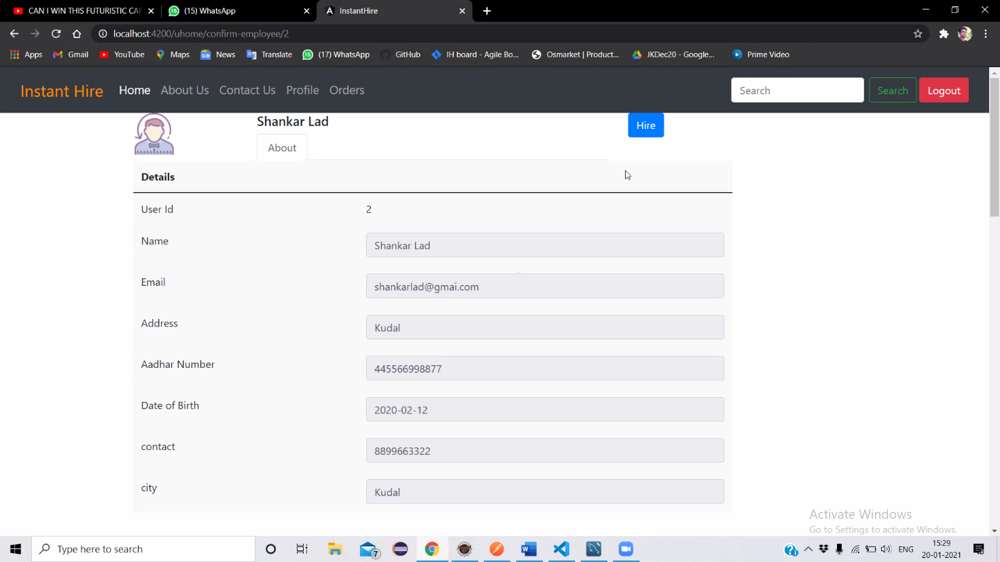 CAN I WIN THIS FUTURISTIC CAR
(15) WhatsApp
InstantHire
localhost:4200/uhome/confirm-employee/2
Apps Gmail YouTube Maps News Translate (17) WhatsApp GitHub IH board - Agile Bo... Osmarket | Product... JKDec20 - Google... Prime Video
Instant Hire Home About Us Contact Us Profile Orders Search Search Logout
Shankar Lad
Hire
About
Details
User Id 2
Name Shankar Lad
Email shankarlad@gmai.com
Address Kudal
Aadhar Number 445566998877
Date of Birth 2020-02-12
contact 8899663322
city Kudal
Activate Windows
Go to Settings to activate Windows.
Type here to search
7
ENG
15:29
20-01-2021